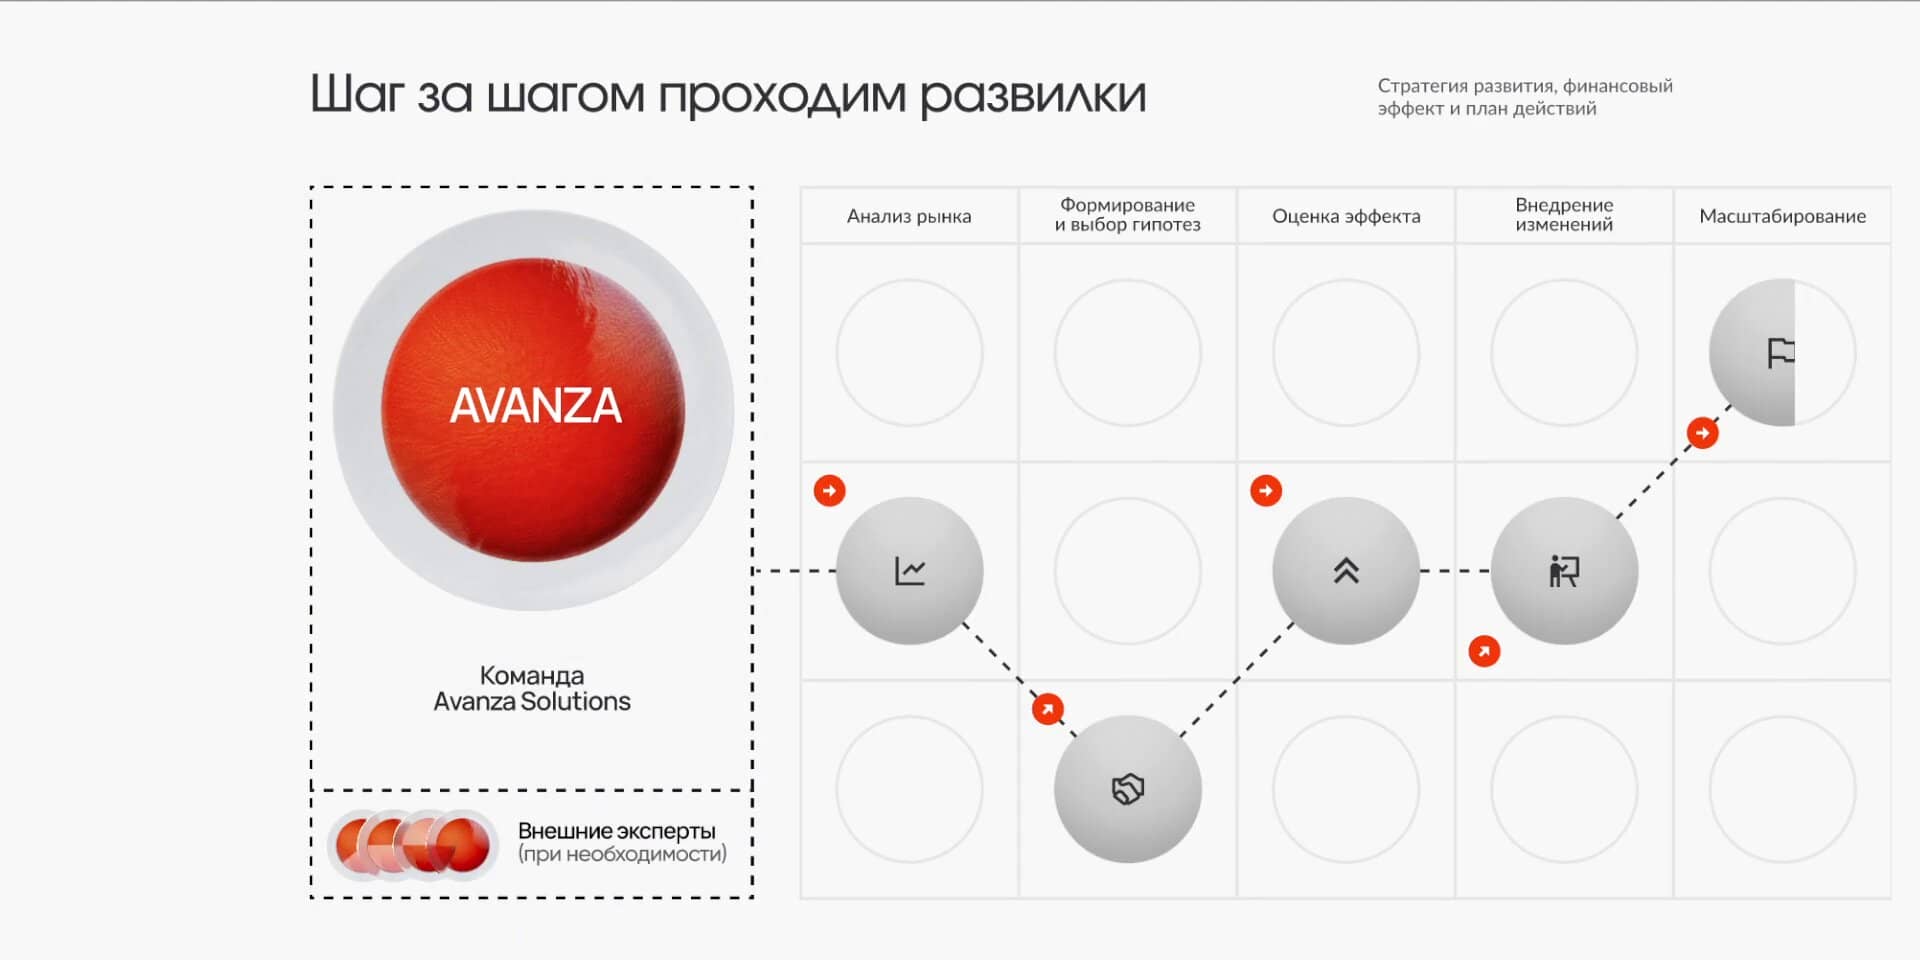 Шаг за шагом проходим развилки
Стратегия развития, финансовый
эффект и план действий
AVANZA
Команда
Avanza Solutions
Внешние эксперты
(при необходимости)
Анализ рынка
Формирование
и выбор гипотез
Оценка эффекта
Внедрение
изменений
Масштабирование